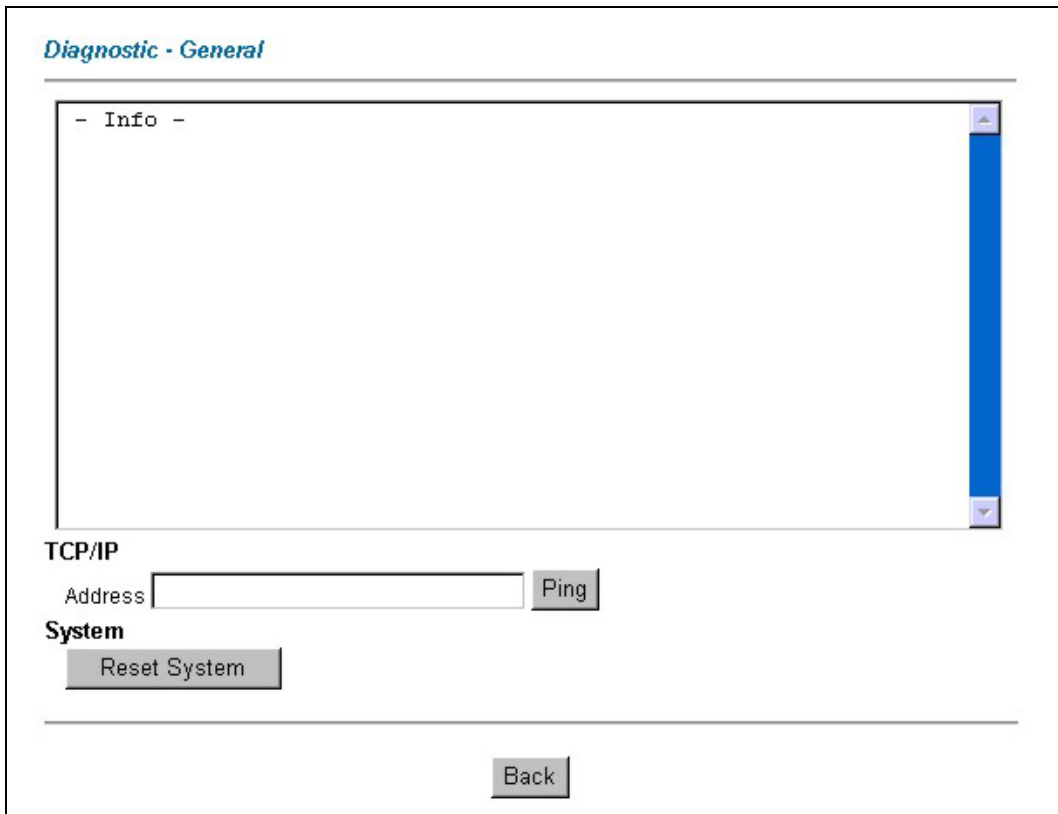 Diagnostic - General
- Info -
TCP/IP
Address Ping
System
Reset System
Back